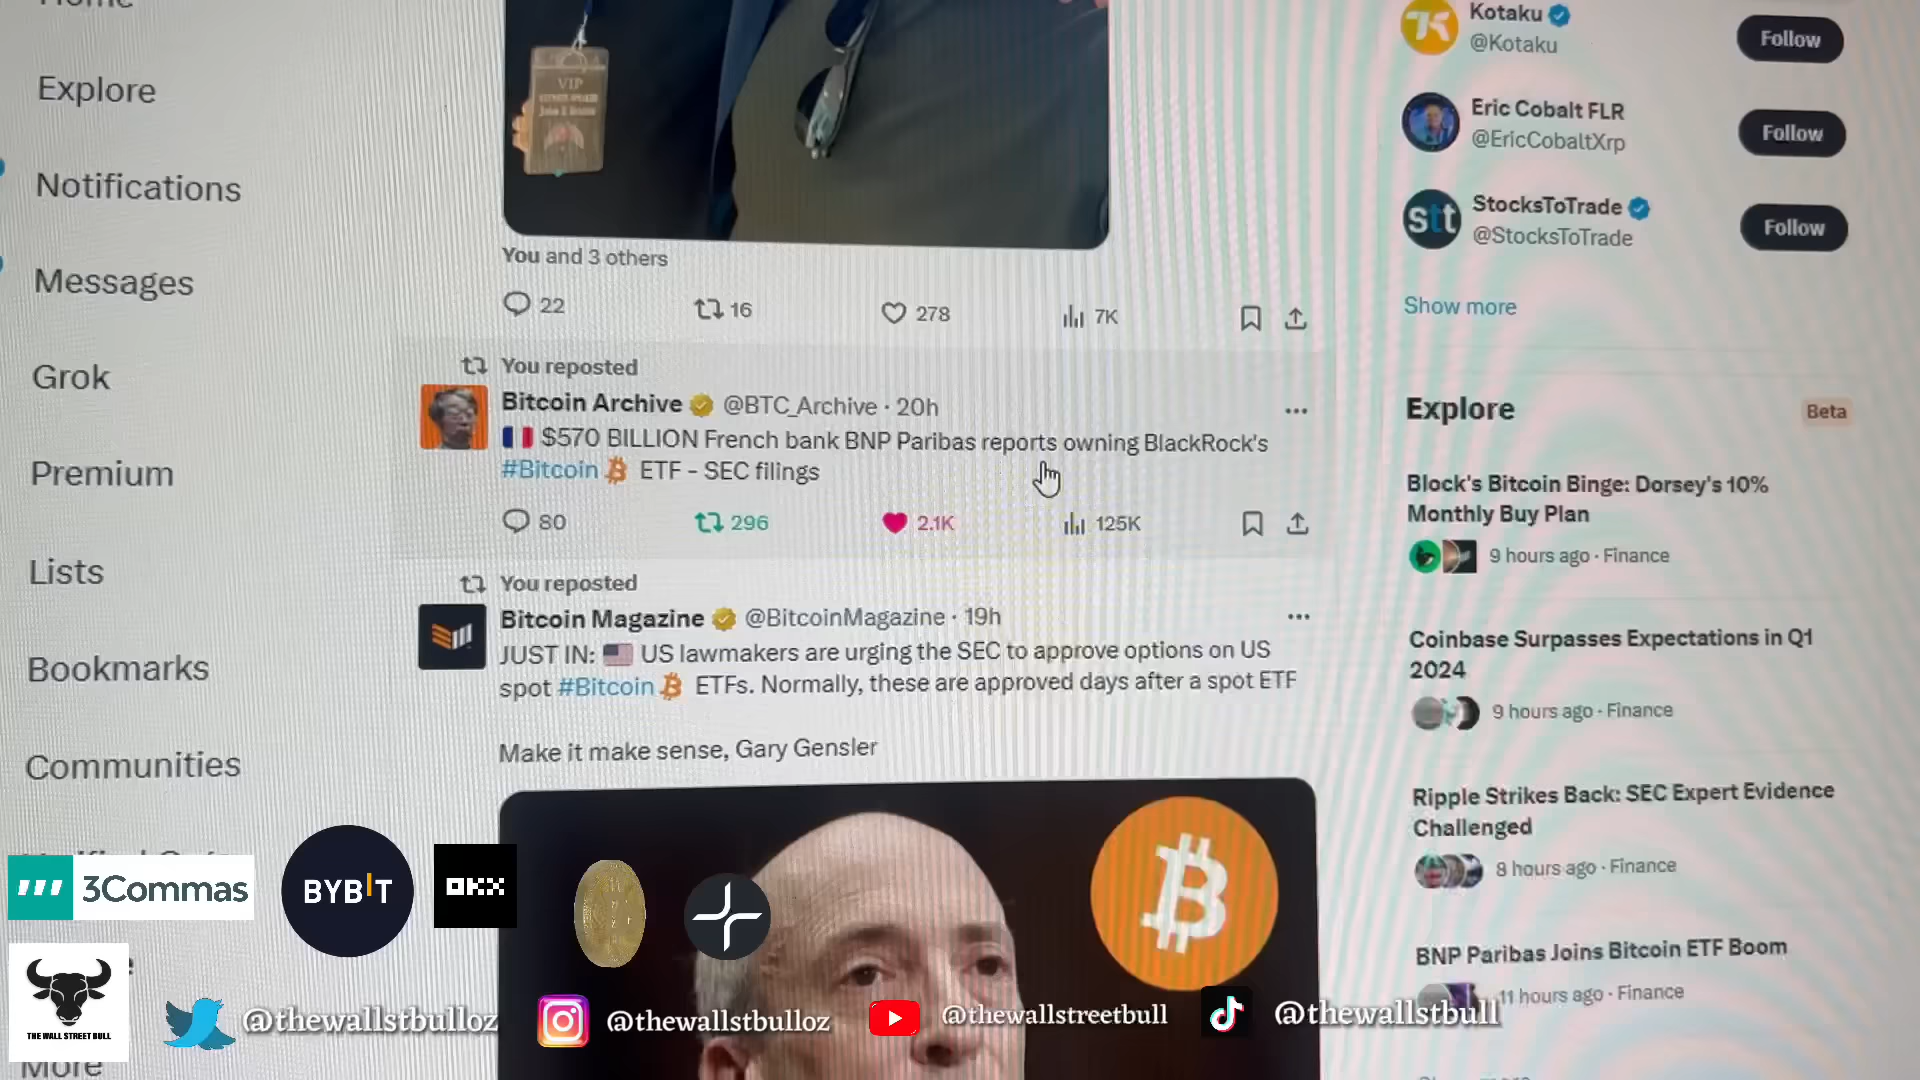 Home
Explore
Notifications
Messages
Grok
Premium
Lists
Bookmarks
Communities
More
VIP
You and 3 others
22
16
278
7K
You reposted
Bitcoin Archive @BTC_Archive · 20h
$570 BILLION French bank BNP Paribas reports owning BlackRock's
#Bitcoin ETF - SEC filings
80
296
2.1K
125K
You reposted
Bitcoin Magazine @BitcoinMagazine · 19h
JUST IN: US lawmakers are urging the SEC to approve options on US
spot #Bitcoin ETFs. Normally, these are approved days after a spot ETF
Make it make sense, Gary Gensler
Kotaku
@Kotaku
Follow
Eric Cobalt FLR
@EricCobaltXrp
Follow
stt
StocksToTrade
@StocksToTrade
Follow
Show more
Explore
Beta
Block's Bitcoin Binge: Dorsey's 10%
Monthly Buy Plan
9 hours ago · Finance
Coinbase Surpasses Expectations in Q1
2024
9 hours ago · Finance
Ripple Strikes Back: SEC Expert Evidence
Challenged
8 hours ago · Finance
BNP Paribas Joins Bitcoin ETF Boom
11 hours ago · Finance
3Commas
BYBIT
OKX
THE WALL STREET BULL
@thewallstbulloz
@thewallstbulloz
@thewallstreetbull
@thewallstbull